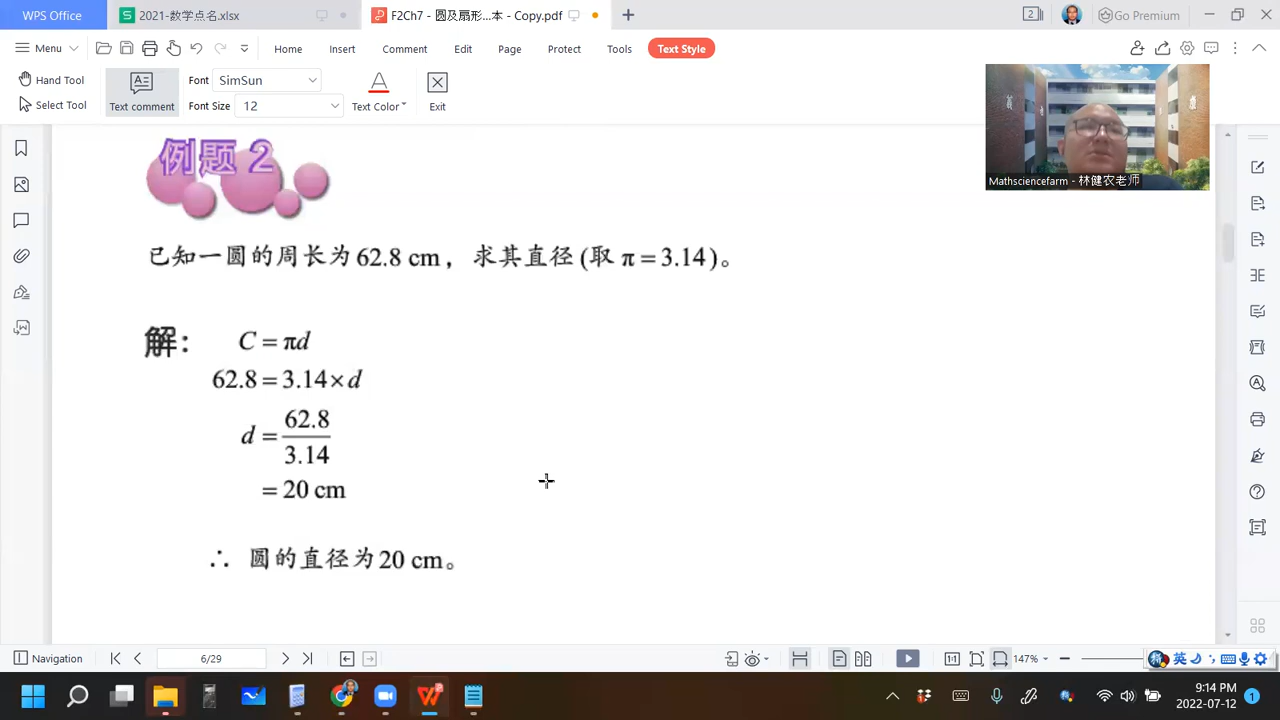 WPS Office
2021-数学点名.xlsx
F2Ch7 - 圆及扇形...本 - Copy.pdf
2
Go Premium
Menu
Home
Insert
Comment
Edit
Page
Protect
Tools
Text Style
Hand Tool
Select Tool
Text comment
Font
SimSun
Font Size
12
Text Color
Exit
Mathsciencefarm - 林健农老师
例题 2
已知一圆的周长为 62.8 cm，求其直径 (取 π = 3.14)。
解: C = πd
62.8 = 3.14 × d
d = 62.8
3.14
= 20 cm
∴ 圆的直径为 20 cm。
Navigation
6/29
1:1
147%
英
9:14 PM
2022-07-12
1